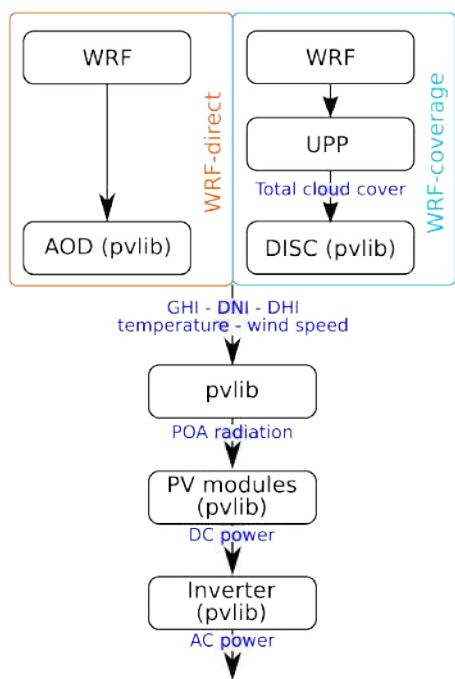 WRF
AOD (pvlib)
WRF-direct
WRF
UPP
Total cloud cover
DISC (pvlib)
WRF-coverage
GHI - DNI - DHI
temperature - wind speed
pvlib
POA radiation
PV modules
(pvlib)
DC power
Inverter
(pvlib)
AC power